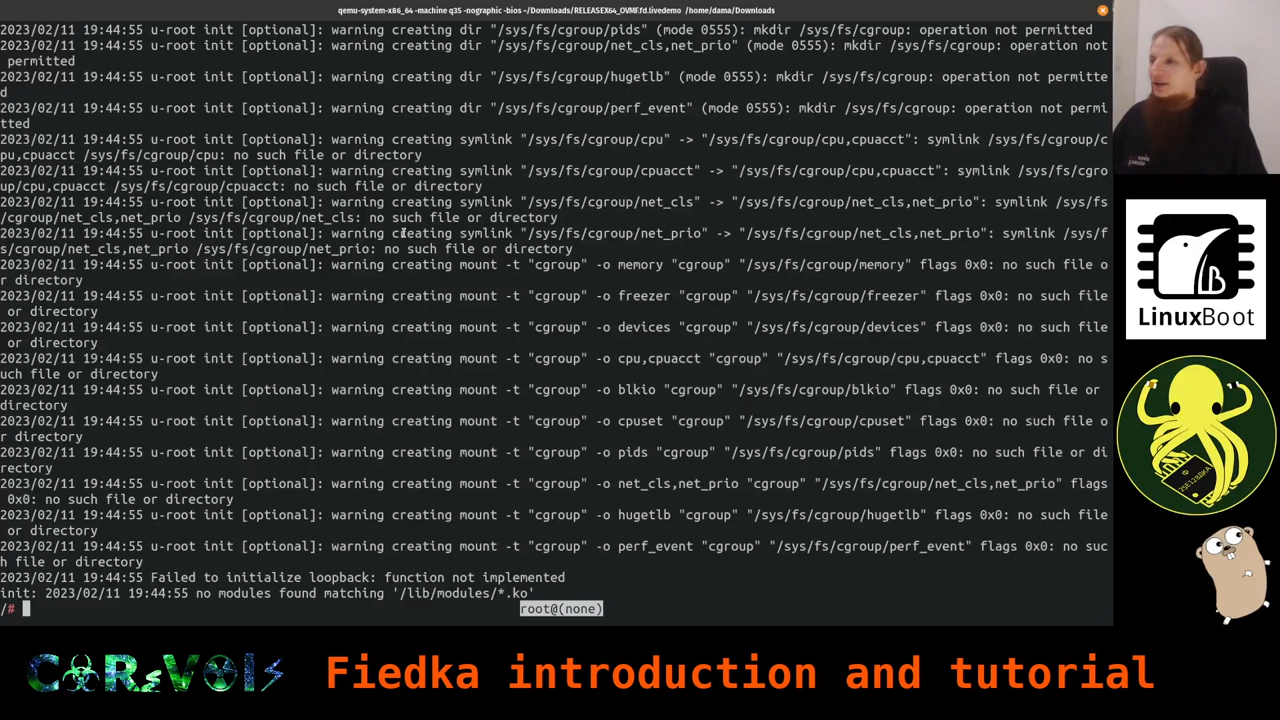 qemu-system-x86_64 -machine q35 -nographic -bios ~/Downloads/RELEASEX64_OVMF.fd.livedemo /home/dama/Downloads
2023/02/11 19:44:55 u-root init [optional]: warning creating dir "/sys/fs/cgroup/pids" (mode 0555): mkdir /sys/fs/cgroup: operation not permitted
2023/02/11 19:44:55 u-root init [optional]: warning creating dir "/sys/fs/cgroup/net_cls,net_prio" (mode 0555): mkdir /sys/fs/cgroup: operation not
 permitted
2023/02/11 19:44:55 u-root init [optional]: warning creating dir "/sys/fs/cgroup/hugetlb" (mode 0555): mkdir /sys/fs/cgroup: operation not permitte
d
2023/02/11 19:44:55 u-root init [optional]: warning creating dir "/sys/fs/cgroup/perf_event" (mode 0555): mkdir /sys/fs/cgroup: operation not permi
tted
2023/02/11 19:44:55 u-root init [optional]: warning creating symlink "/sys/fs/cgroup/cpu" -> "/sys/fs/cgroup/cpu,cpuacct": symlink /sys/fs/cgroup/c
pu,cpuacct /sys/fs/cgroup/cpu: no such file or directory
2023/02/11 19:44:55 u-root init [optional]: warning creating symlink "/sys/fs/cgroup/cpuacct" -> "/sys/fs/cgroup/cpu,cpuacct": symlink /sys/fs/cgro
up/cpu,cpuacct /sys/fs/cgroup/cpuacct: no such file or directory
2023/02/11 19:44:55 u-root init [optional]: warning creating symlink "/sys/fs/cgroup/net_cls" -> "/sys/fs/cgroup/net_cls,net_prio": symlink /sys/fs
/cgroup/net_cls,net_prio /sys/fs/cgroup/net_cls: no such file or directory
2023/02/11 19:44:55 u-root init [optional]: warning creating symlink "/sys/fs/cgroup/net_prio" -> "/sys/fs/cgroup/net_cls,net_prio": symlink /sys/f
s/cgroup/net_cls,net_prio /sys/fs/cgroup/net_prio: no such file or directory
2023/02/11 19:44:55 u-root init [optional]: warning creating mount -t "cgroup" -o memory "cgroup" "/sys/fs/cgroup/memory" flags 0x0: no such file o
r directory
2023/02/11 19:44:55 u-root init [optional]: warning creating mount -t "cgroup" -o freezer "cgroup" "/sys/fs/cgroup/freezer" flags 0x0: no such file
 or directory
2023/02/11 19:44:55 u-root init [optional]: warning creating mount -t "cgroup" -o devices "cgroup" "/sys/fs/cgroup/devices" flags 0x0: no such file
 or directory
2023/02/11 19:44:55 u-root init [optional]: warning creating mount -t "cgroup" -o cpu,cpuacct "cgroup" "/sys/fs/cgroup/cpu,cpuacct" flags 0x0: no s
uch file or directory
2023/02/11 19:44:55 u-root init [optional]: warning creating mount -t "cgroup" -o blkio "cgroup" "/sys/fs/cgroup/blkio" flags 0x0: no such file or
directory
2023/02/11 19:44:55 u-root init [optional]: warning creating mount -t "cgroup" -o cpuset "cgroup" "/sys/fs/cgroup/cpuset" flags 0x0: no such file o
r directory
2023/02/11 19:44:55 u-root init [optional]: warning creating mount -t "cgroup" -o pids "cgroup" "/sys/fs/cgroup/pids" flags 0x0: no such file or di
rectory
2023/02/11 19:44:55 u-root init [optional]: warning creating mount -t "cgroup" -o net_cls,net_prio "cgroup" "/sys/fs/cgroup/net_cls,net_prio" flags
 0x0: no such file or directory
2023/02/11 19:44:55 u-root init [optional]: warning creating mount -t "cgroup" -o hugetlb "cgroup" "/sys/fs/cgroup/hugetlb" flags 0x0: no such file
 or directory
2023/02/11 19:44:55 u-root init [optional]: warning creating mount -t "cgroup" -o perf_event "cgroup" "/sys/fs/cgroup/perf_event" flags 0x0: no suc
h file or directory
2023/02/11 19:44:55 Failed to initialize loopback: function not implemented
init: 2023/02/11 19:44:55 no modules found matching '/lib/modules/*.ko'
/#
root@(none)
LB
LinuxBoot
Fiedka introduction and tutorial